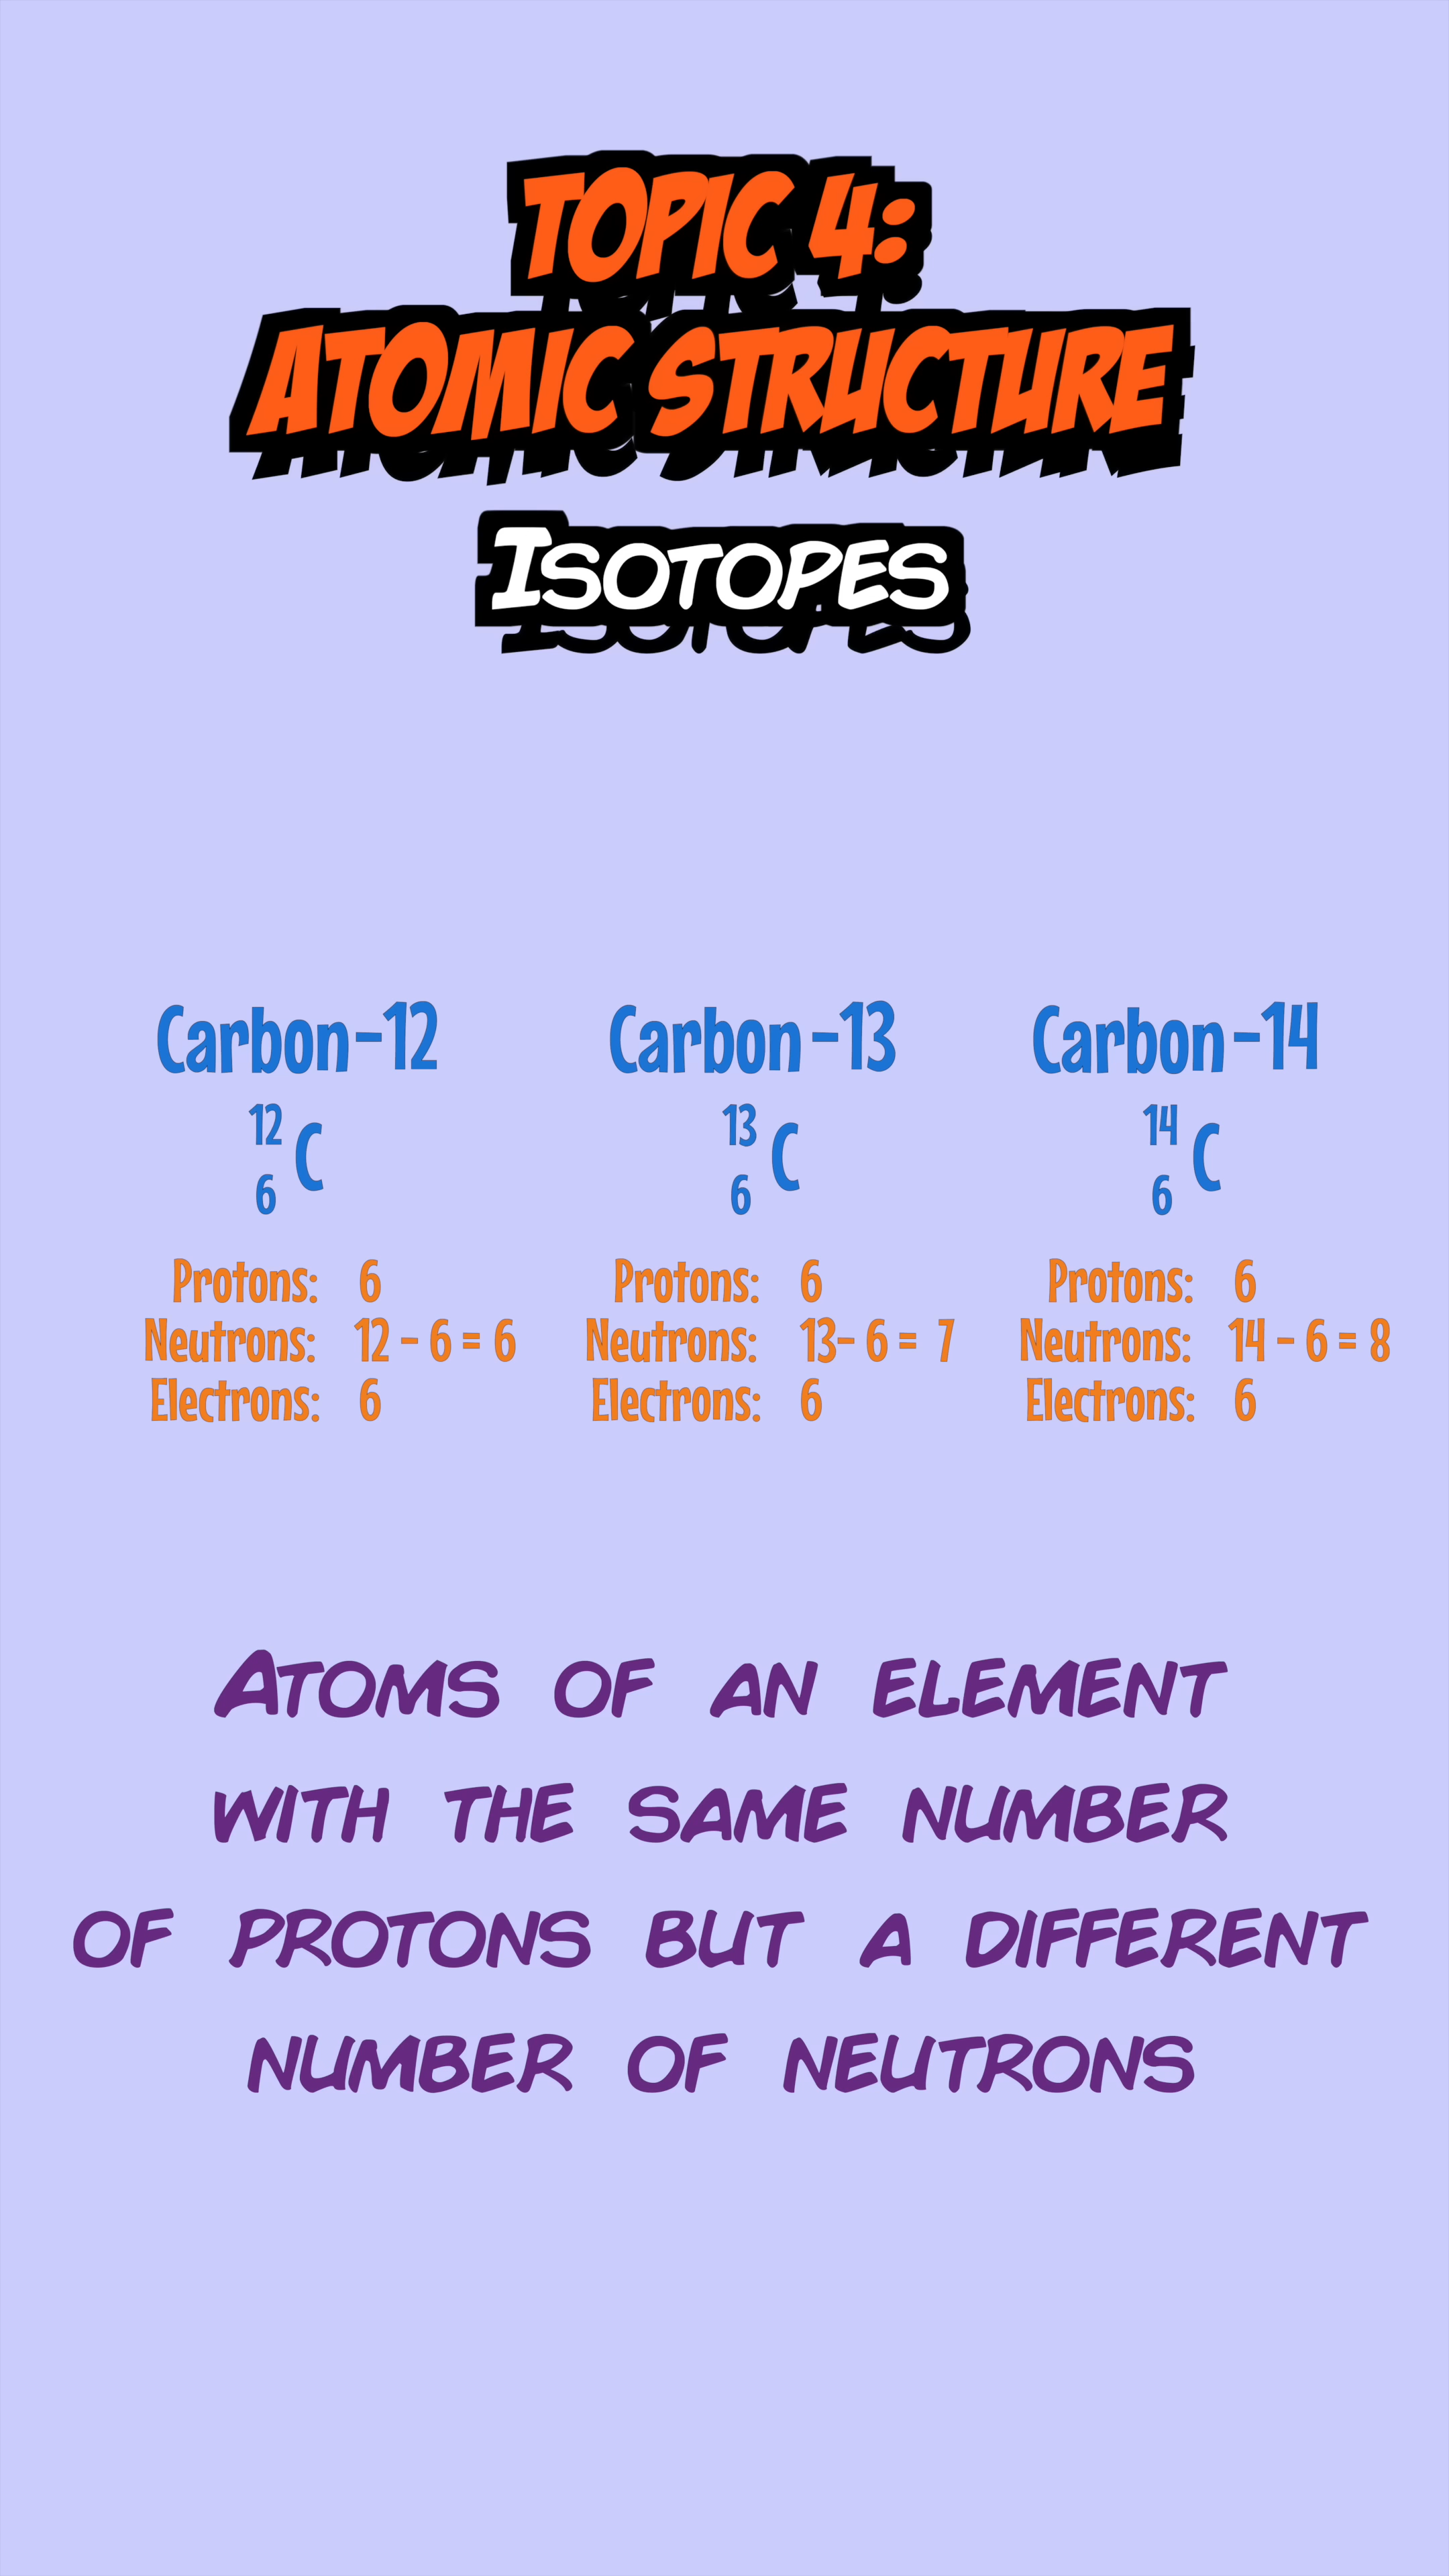 TOPIC 4:
ATOMIC STRUCTURE
ISOTOPES
Carbon-12 Carbon-13 Carbon-14
12 13 14
6 C 6 C 6 C
Protons: 6 Protons: 6 Protons: 6
Neutrons: 12 - 6 = 6 Neutrons: 13- 6 = 7 Neutrons: 14 - 6 = 8
Electrons: 6 Electrons: 6 Electrons: 6
ATOMS OF AN ELEMENT
WITH THE SAME NUMBER
OF PROTONS BUT A DIFFERENT
NUMBER OF NEUTRONS